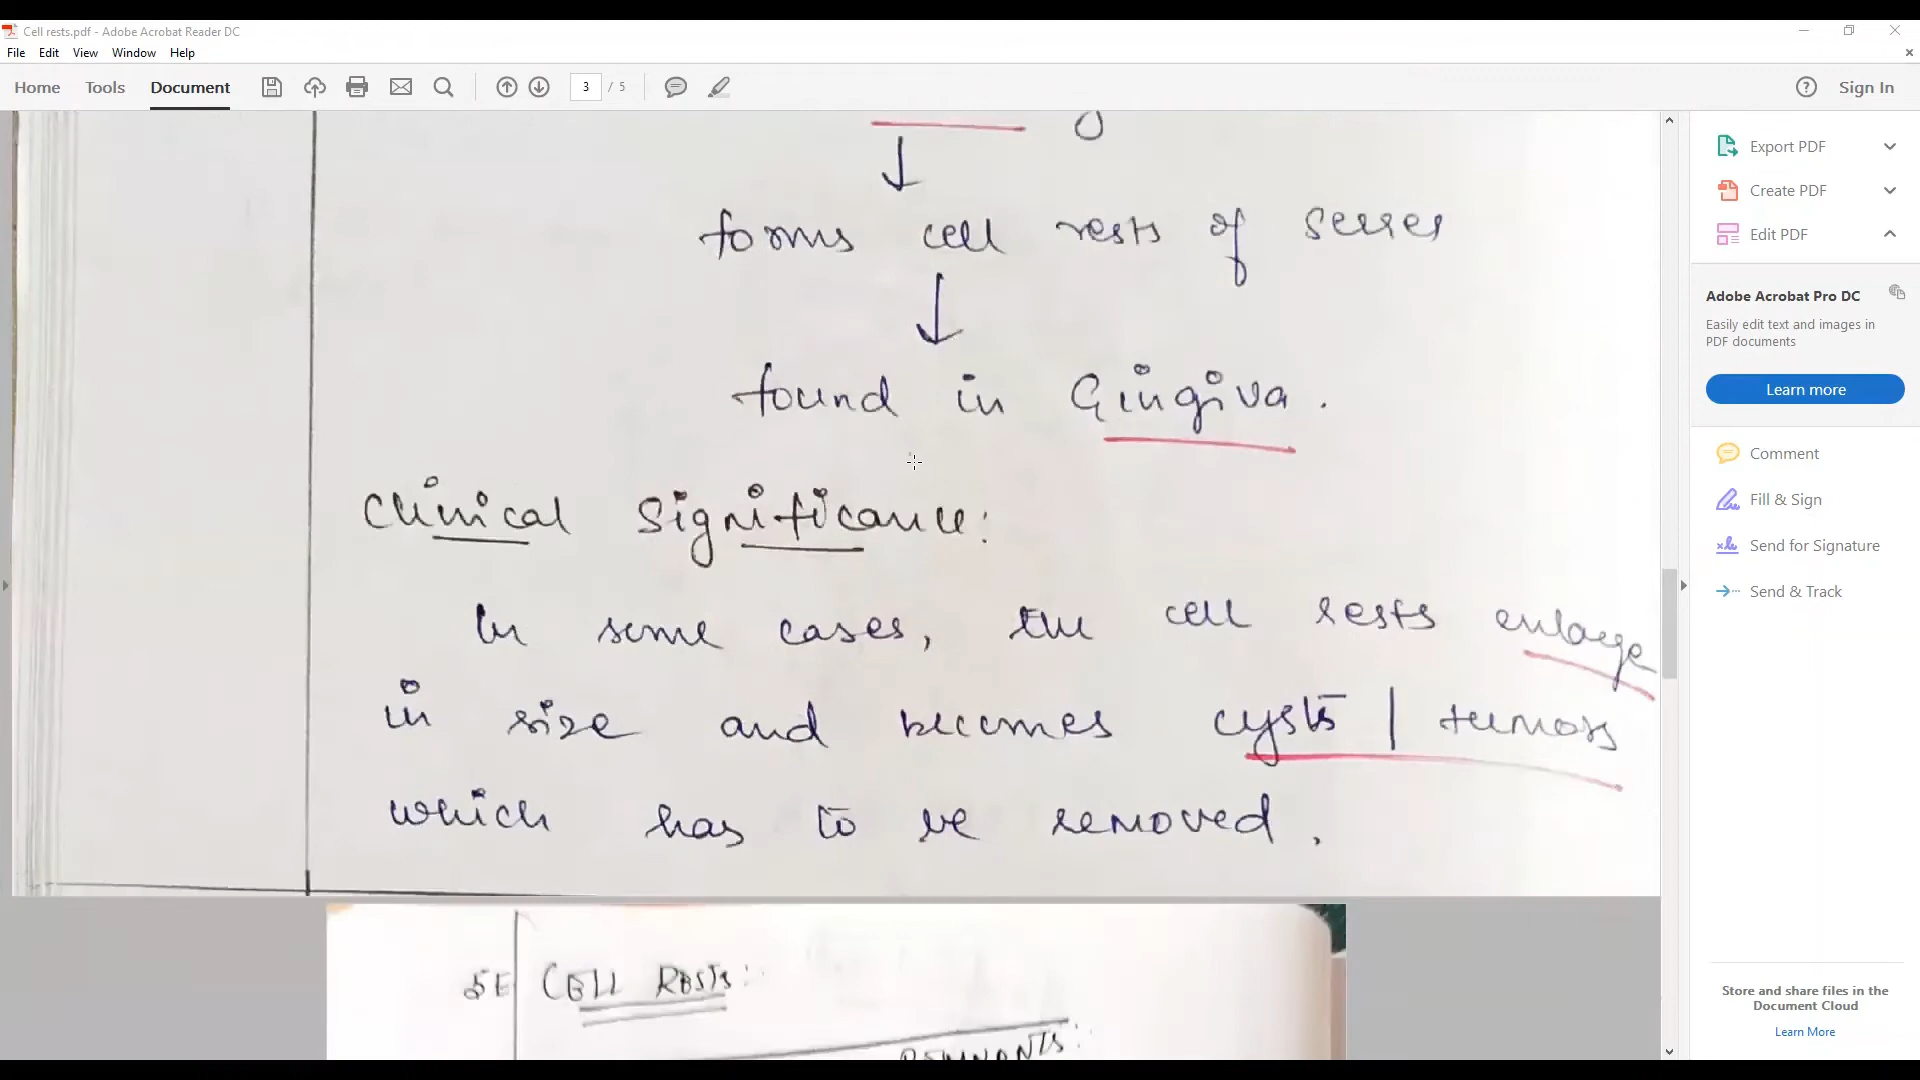 Cell rests.pdf - Adobe Acrobat Reader DC
File Edit View Window Help
Home Tools Document 3 / 5 Sign In
forms cell rests of serres
found in Gingiva.
Clinical Significance:
In some cases, the cell rests enlarge
in size and becomes cysts | tumors
which has to be removed.
5E CELL RESTS:
REMNANTS:
Export PDF
Create PDF
Edit PDF
Adobe Acrobat Pro DC
Easily edit text and images in
PDF documents
Learn more
Comment
Fill & Sign
Send for Signature
Send & Track
Store and share files in the
Document Cloud
Learn More